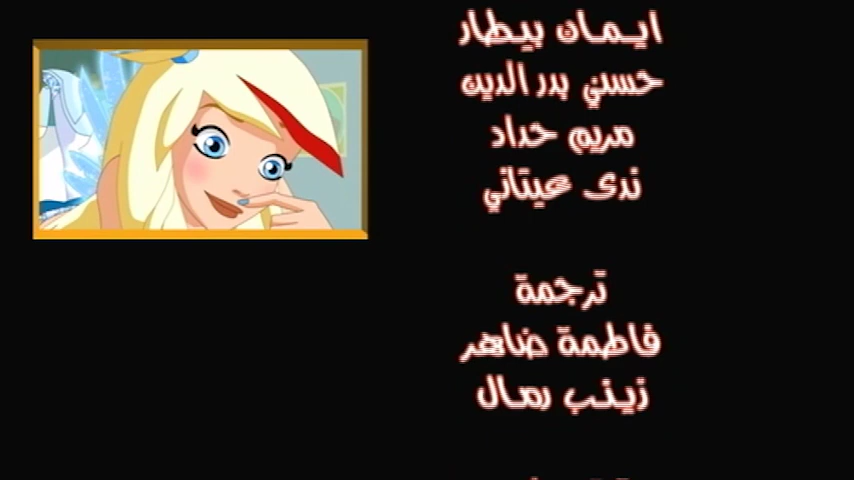 ايمان بيطار
حسني بدر الدين
مريم حداد
ندى عيتاني
ترجمة
فاطمة ضاهر
زينب رمال